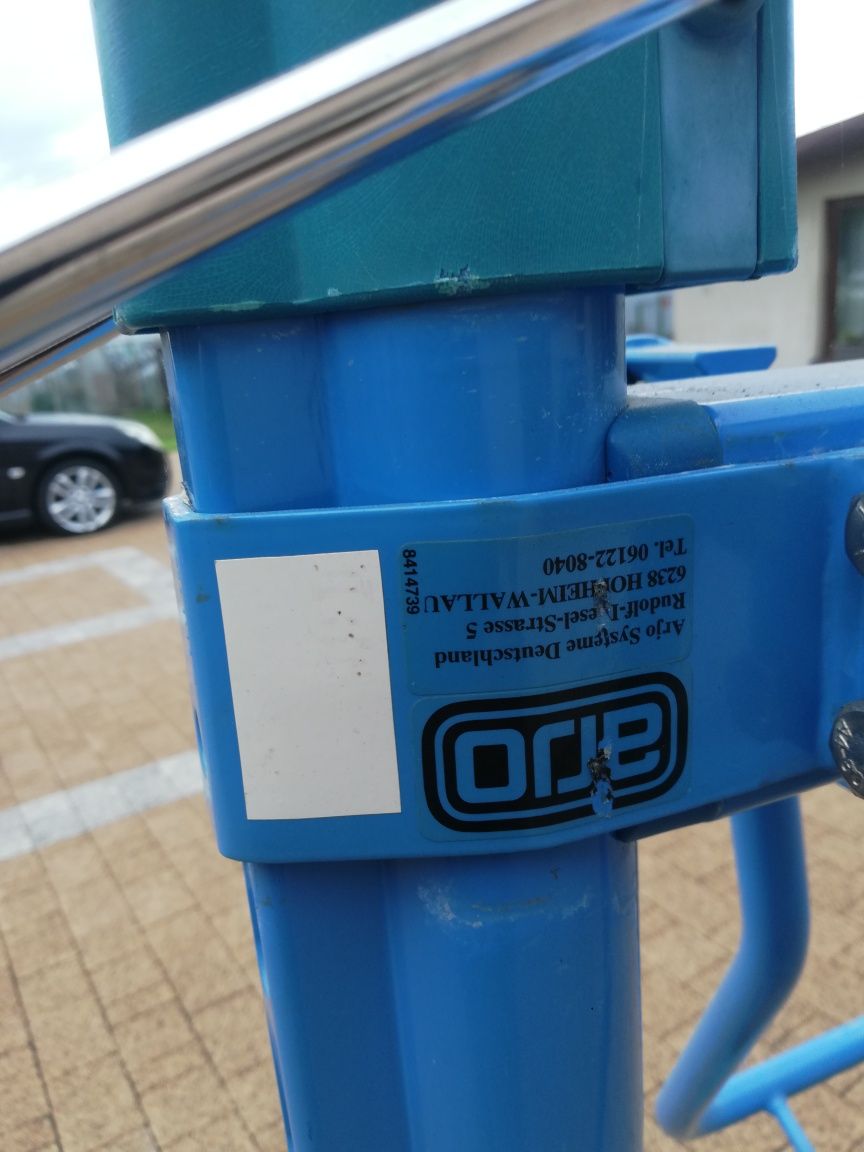 arjo
Arjo Systeme Deutschland
Rudolf-Diesel-Strasse 5
6238 HOFHEIM-WALLAU
Tel. 06122-8040
8414739